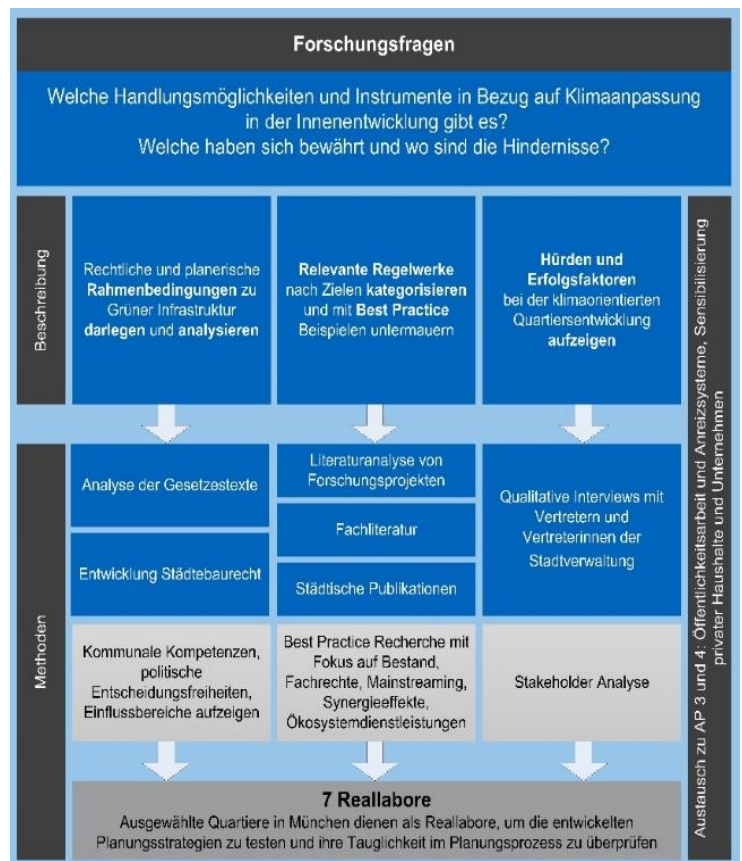 Forschungsfragen
Welche Handlungsmöglichkeiten und Instrumente in Bezug auf Klimaanpassung
in der Innenentwicklung gibt es?
Welche haben sich bewährt und wo sind die Hindernisse?
Beschreibung
Rechtliche und planerische
Rahmenbedingungen zu
Grüner Infrastruktur
darlegen und analysieren
Relevante Regelwerke
nach Zielen kategorisieren
und mit Best Practice
Beispielen untermauern
Hürden und
Erfolgsfaktoren
bei der klimaorientierten
Quartiersentwicklung
aufzeigen
Methoden
Analyse der Gesetzestexte
Entwicklung Städtebaurecht
Kommunale Kompetenzen,
politische
Entscheidungsfreiheiten,
Einflussbereiche aufzeigen
Literaturanalyse von
Forschungsprojekten
Fachliteratur
Städtische Publikationen
Best Practice Recherche mit
Fokus auf Bestand,
Fachrechte, Mainstreaming,
Synergieeffekte,
Ökosystemdienstleistungen
Qualitative Interviews mit
Vertretern und
Vertreterinnen der
Stadtverwaltung
Stakeholder Analyse
Austausch zu AP 3 und 4: Öffentlichkeitsarbeit und Anreizsysteme, Sensibilisierung
privater Haushalte und Unternehmen
7 Reallabore
Ausgewählte Quartiere in München dienen als Reallabore, um die entwickelten
Planungsstrategien zu testen und ihre Tauglichkeit im Planungsprozess zu überprüfen